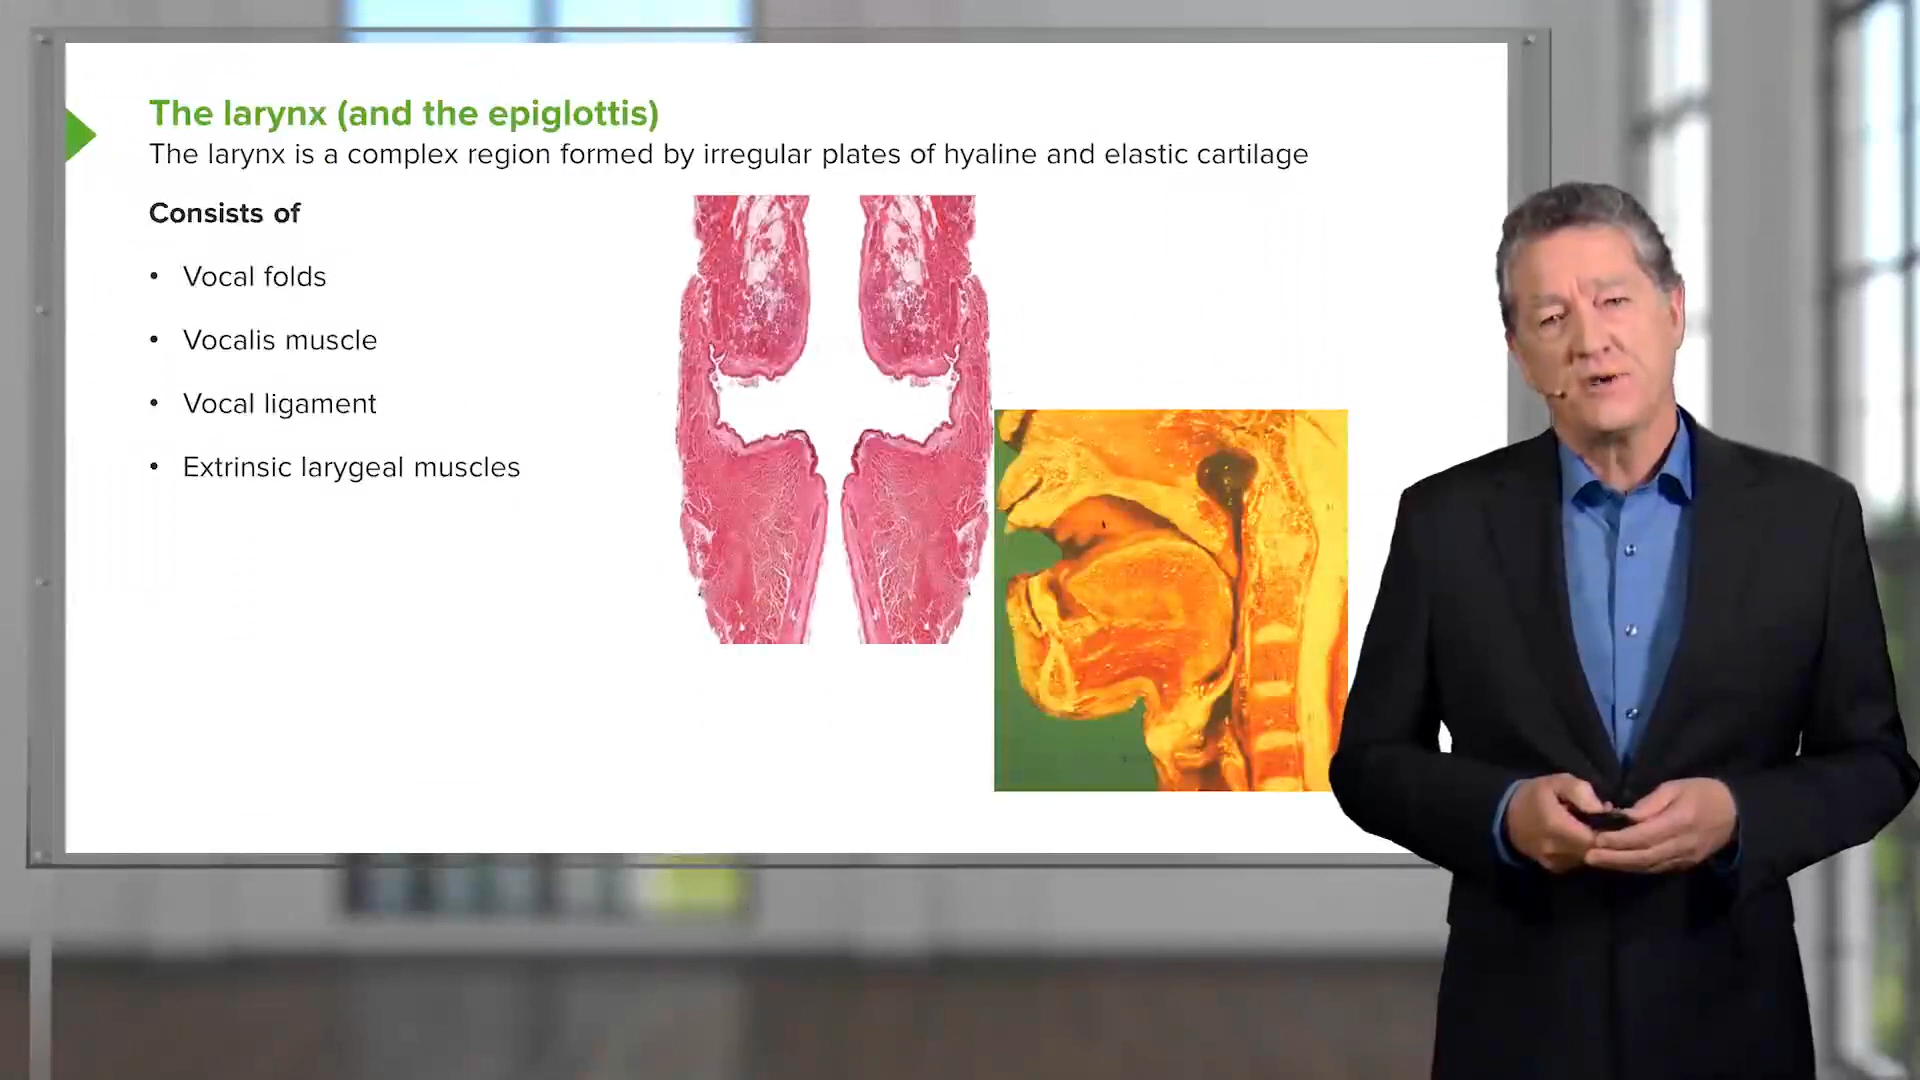 The larynx (and the epiglottis)
The larynx is a complex region formed by irregular plates of hyaline and elastic cartilage
Consists of
• Vocal folds
• Vocalis muscle
• Vocal ligament
• Extrinsic larygeal muscles